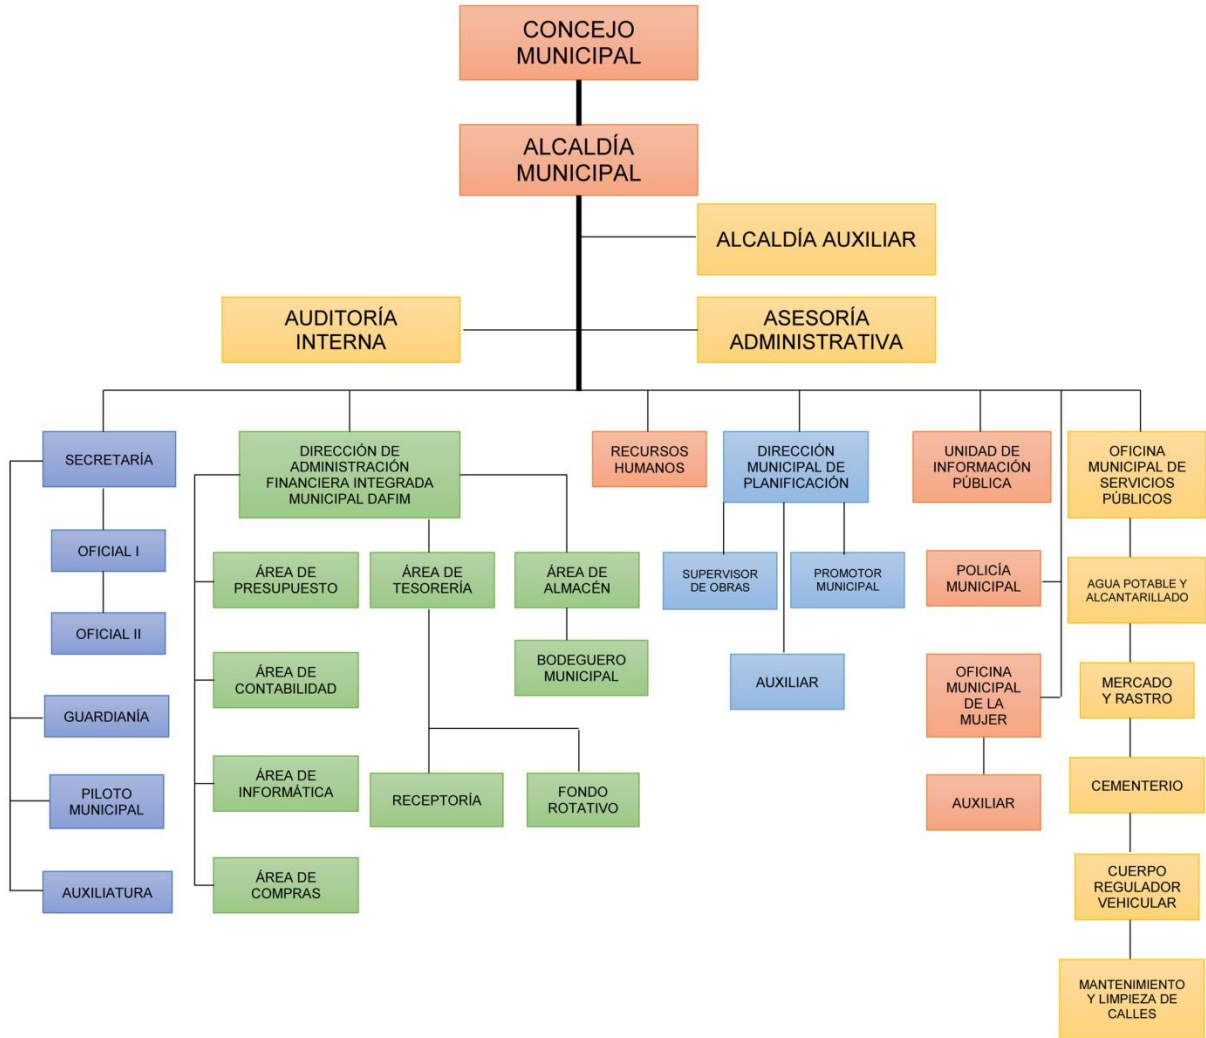 CONCEJO
MUNICIPAL
ALCALDÍA
MUNICIPAL
ALCALDÍA AUXILIAR
AUDITORÍA
INTERNA
ASESORÍA
ADMINISTRATIVA
SECRETARÍA
OFICIAL I
OFICIAL II
GUARDIANÍA
PILOTO
MUNICIPAL
AUXILIATURA
DIRECCIÓN DE
ADMINISTRACIÓN
FINANCIERA INTEGRADA
MUNICIPAL DAFIM
ÁREA DE
PRESUPUESTO
ÁREA DE
CONTABILIDAD
ÁREA DE
INFORMÁTICA
ÁREA DE
COMPRAS
ÁREA DE
TESORERÍA
RECEPTORÍA
FONDO
ROTATIVO
ÁREA DE
ALMACÉN
BODEGUERO
MUNICIPAL
RECURSOS
HUMANOS
DIRECCIÓN
MUNICIPAL DE
PLANIFICACIÓN
SUPERVISOR
DE OBRAS
PROMOTOR
MUNICIPAL
AUXILIAR
UNIDAD DE
INFORMACIÓN
PÚBLICA
POLICÍA
MUNICIPAL
OFICINA
MUNICIPAL
DE LA
MUJER
AUXILIAR
OFICINA
MUNICIPAL DE
SERVICIOS
PÚBLICOS
AGUA POTABLE Y
ALCANTARILLADO
MERCADO
Y RASTRO
CEMENTERIO
CUERPO
REGULADOR
VEHICULAR
MANTENIMIENTO
Y LIMPIEZA DE
CALLES